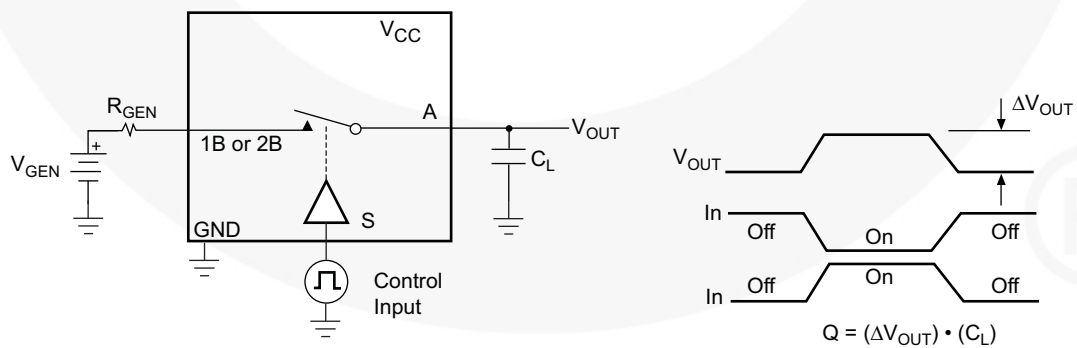 V_CC
R_GEN
A
ΔV_OUT
1B or 2B
V_OUT
+
V_GEN
C_L
V_OUT
S
In
GND
Off
On
Off
Control
Input
On
In
Off
Off
Q = (ΔV_OUT) • (C_L)